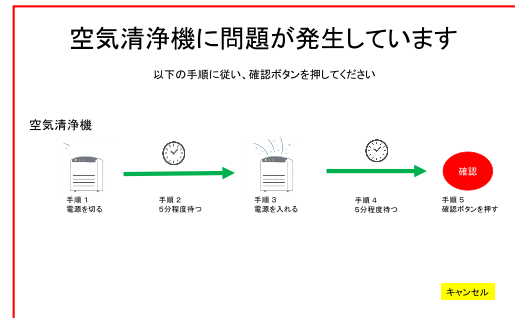 空気清浄機に問題が発生しています
以下の手順に従い、確認ボタンを押してください
空気清浄機
確認
手順 1
電源を切る
手順 2
5分程度待つ
手順 3
電源を入れる
手順 4
5分程度待つ
手順 5
確認ボタンを押す
キャンセル